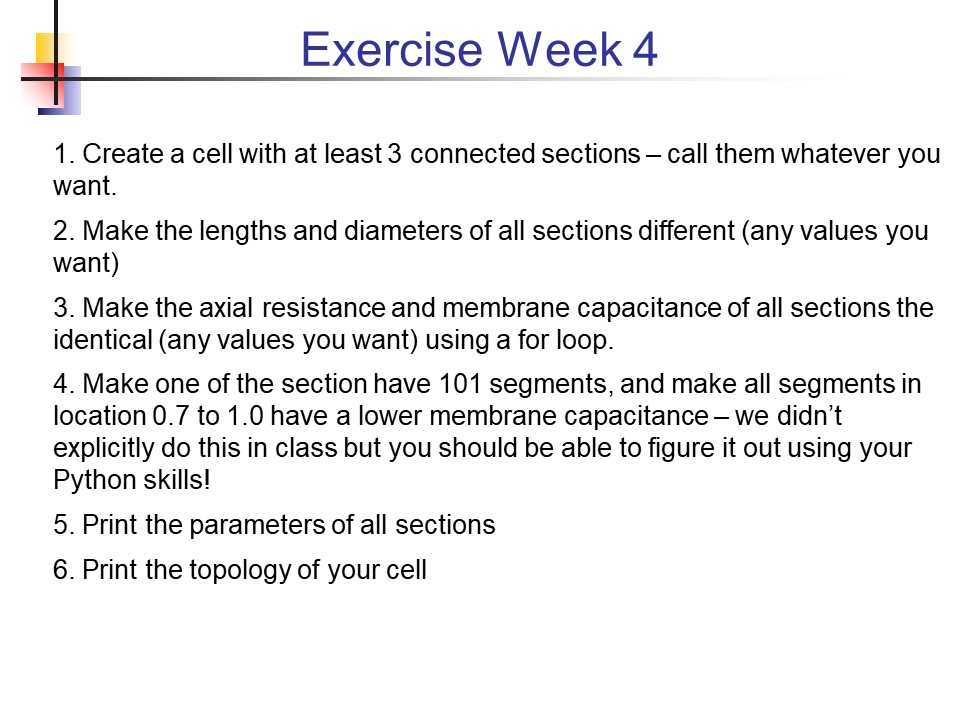 Exercise Week 4
1. Create a cell with at least 3 connected sections – call them whatever you
want.
2. Make the lengths and diameters of all sections different (any values you
want)
3. Make the axial resistance and membrane capacitance of all sections the
identical (any values you want) using a for loop.
4. Make one of the section have 101 segments, and make all segments in
location 0.7 to 1.0 have a lower membrane capacitance – we didn’t
explicitly do this in class but you should be able to figure it out using your
Python skills!
5. Print the parameters of all sections
6. Print the topology of your cell